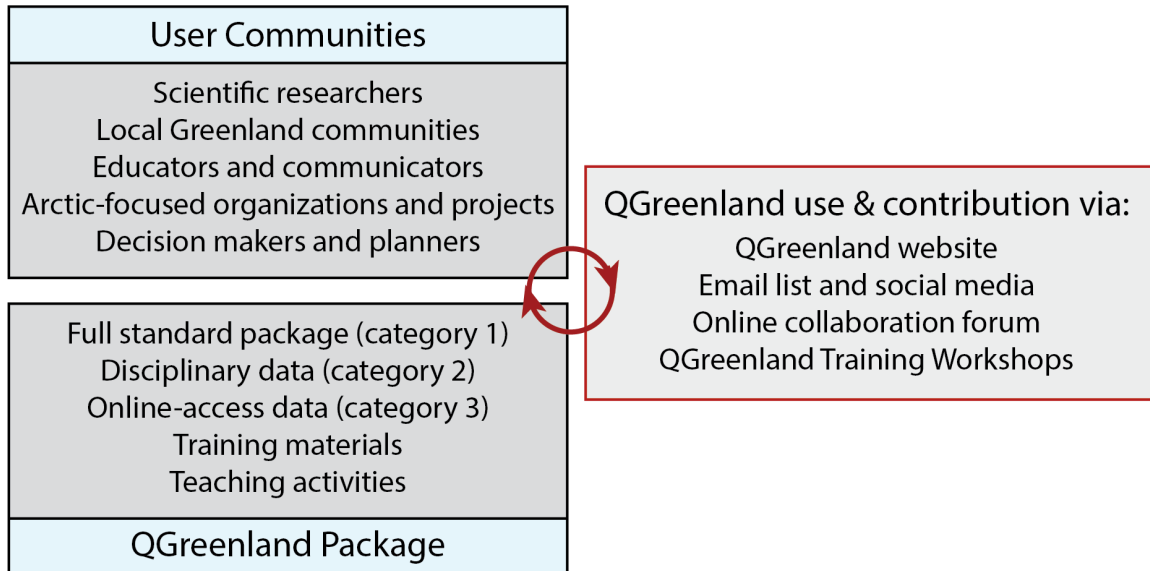 User Communities
Scientific researchers
Local Greenland communities
Educators and communicators
Arctic-focused organizations and projects
Decision makers and planners
Full standard package (category 1)
Disciplinary data (category 2)
Online-access data (category 3)
Training materials
Teaching activities
QGreenland Package
QGreenland use & contribution via:
QGreenland website
Email list and social media
Online collaboration forum
QGreenland Training Workshops